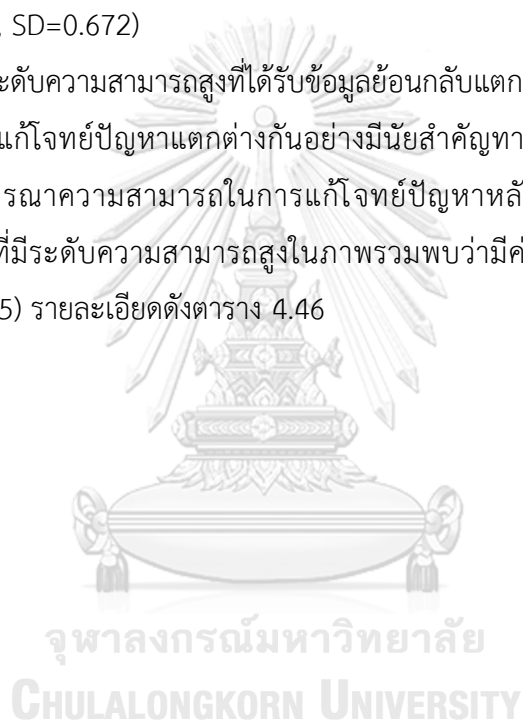 , SD=0.672)
ะดับความสามารถสูงที่ได้รับข้อมูลย้อนกลับแตก
แก้โจทย์ปัญหาแตกต่างกันอย่างมีนัยสำคัญทา
รณาความสามารถในการแก้โจทย์ปัญหาหลั
ที่มีระดับความสามารถสูงในภาพรวมพบว่ามีค่
5) รายละเอียดดังตาราง 4.46
จุฬาลงกรณ์มหาวิทยาลัย
CHULALONGKORN UNIVERSITY